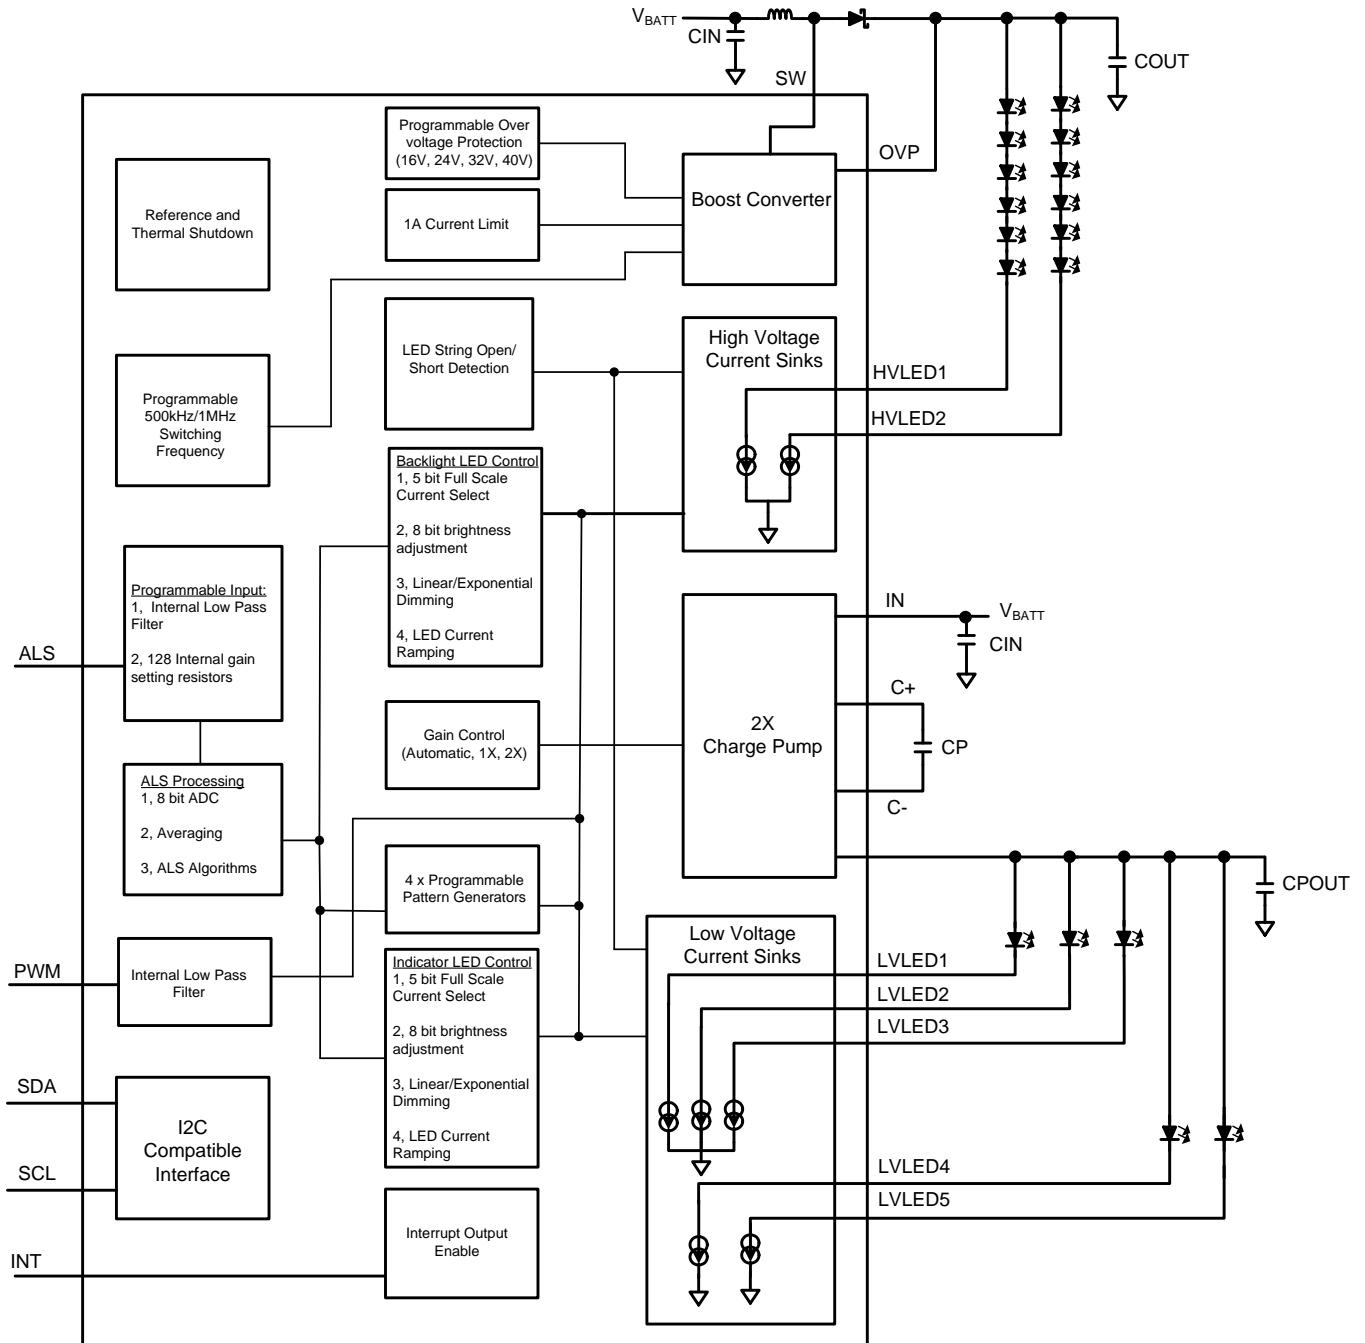 VBATT
CIN
SW
COUT
OVP
Programmable Over
voltage Protection
(16V, 24V, 32V, 40V)
Boost Converter
Reference and
Thermal Shutdown
1A Current Limit
LED String Open/
Short Detection
High Voltage
Current Sinks
HVLED1
HVLED2
Programmable
500kHz/1MHz
Switching
Frequency
Backlight LED Control
1, 5 bit Full Scale
Current Select
2, 8 bit brightness
adjustment
3, Linear/Exponential
Dimming
4, LED Current
Ramping
Programmable Input:
1, Internal Low Pass
Filter
2, 128 Internal gain
setting resistors
ALS
IN
VBATT
CIN
C+
2X
Charge Pump
CP
C-
Gain Control
(Automatic, 1X, 2X)
ALS Processing
1, 8 bit ADC
2, Averaging
3, ALS Algorithms
4 x Programmable
Pattern Generators
CPOUT
Low Voltage
Current Sinks
LVLED1
LVLED2
LVLED3
PWM
Internal Low Pass
Filter
Indicator LED Control
1, 5 bit Full Scale
Current Select
2, 8 bit brightness
adjustment
3, Linear/Exponential
Dimming
4, LED Current
Ramping
SDA
SCL
I2C
Compatible
Interface
LVLED4
LVLED5
INT
Interrupt Output
Enable